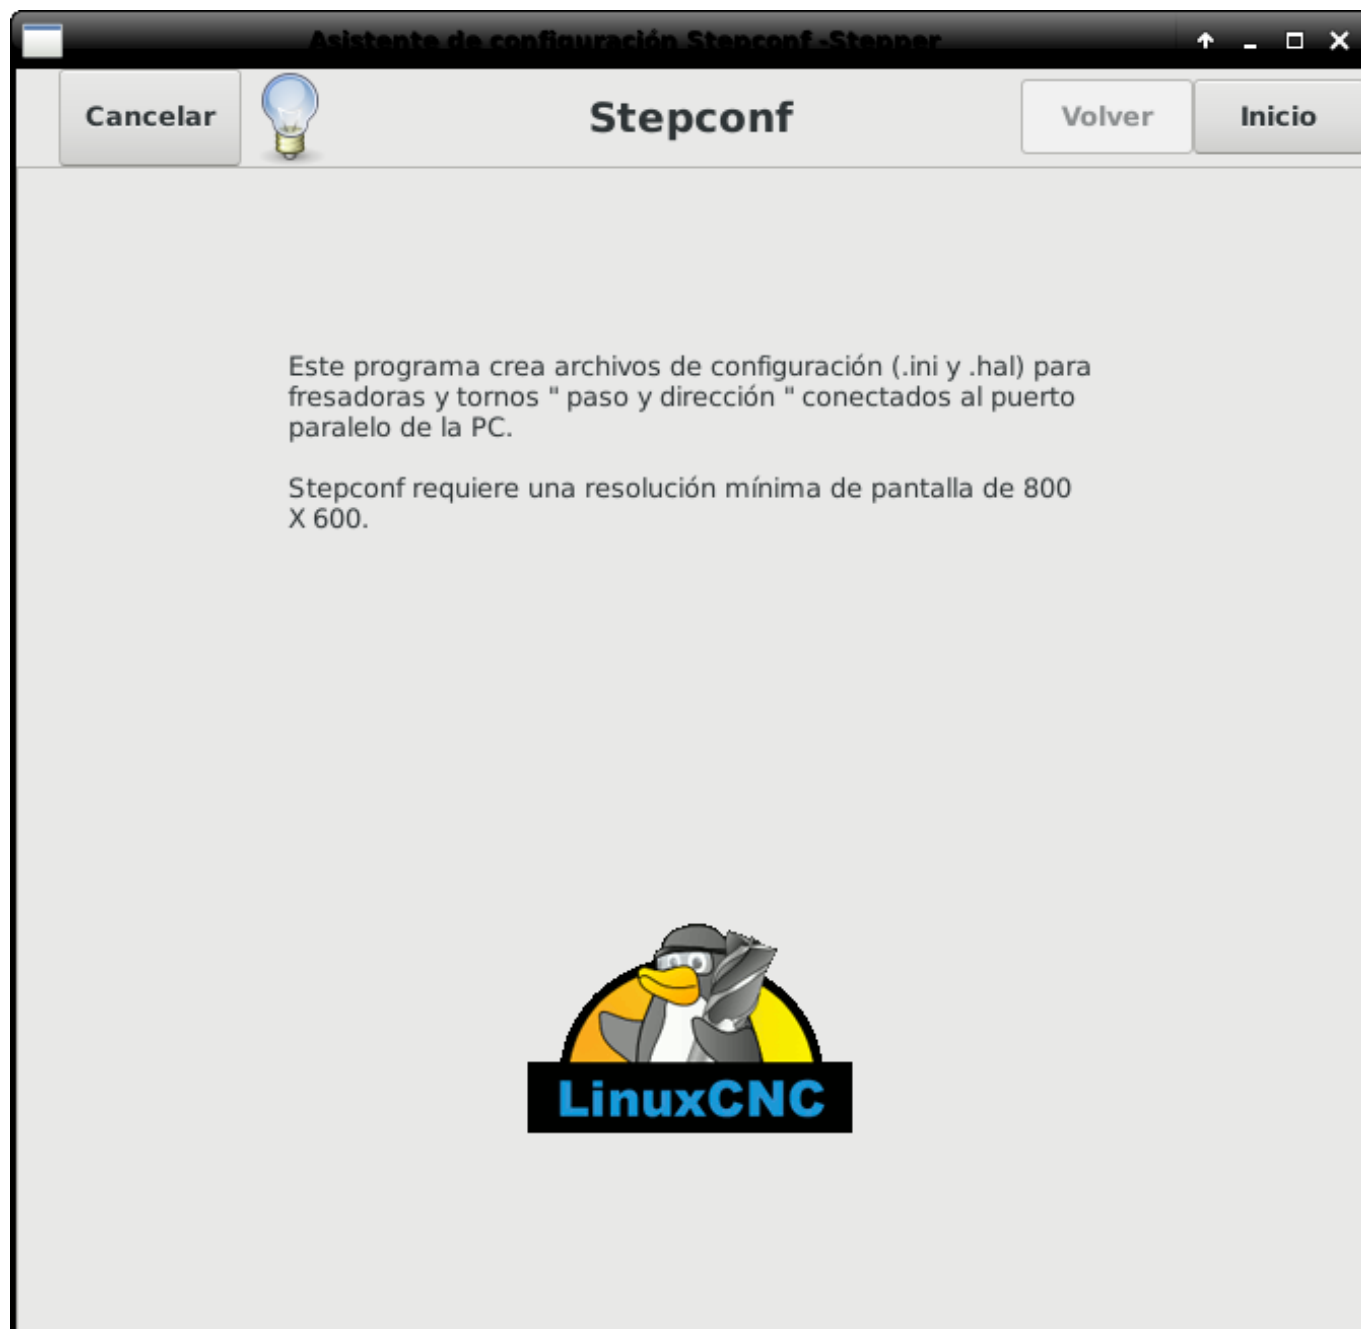 Asistente de configuración Stepconf -Stepper
Cancelar
Stepconf
Volver
Inicio
Este programa crea archivos de configuración (.ini y .hal) para
fresadoras y tornos " paso y dirección " conectados al puerto
paralelo de la PC.
Stepconf requiere una resolución mínima de pantalla de 800
X 600.
LinuxCNC